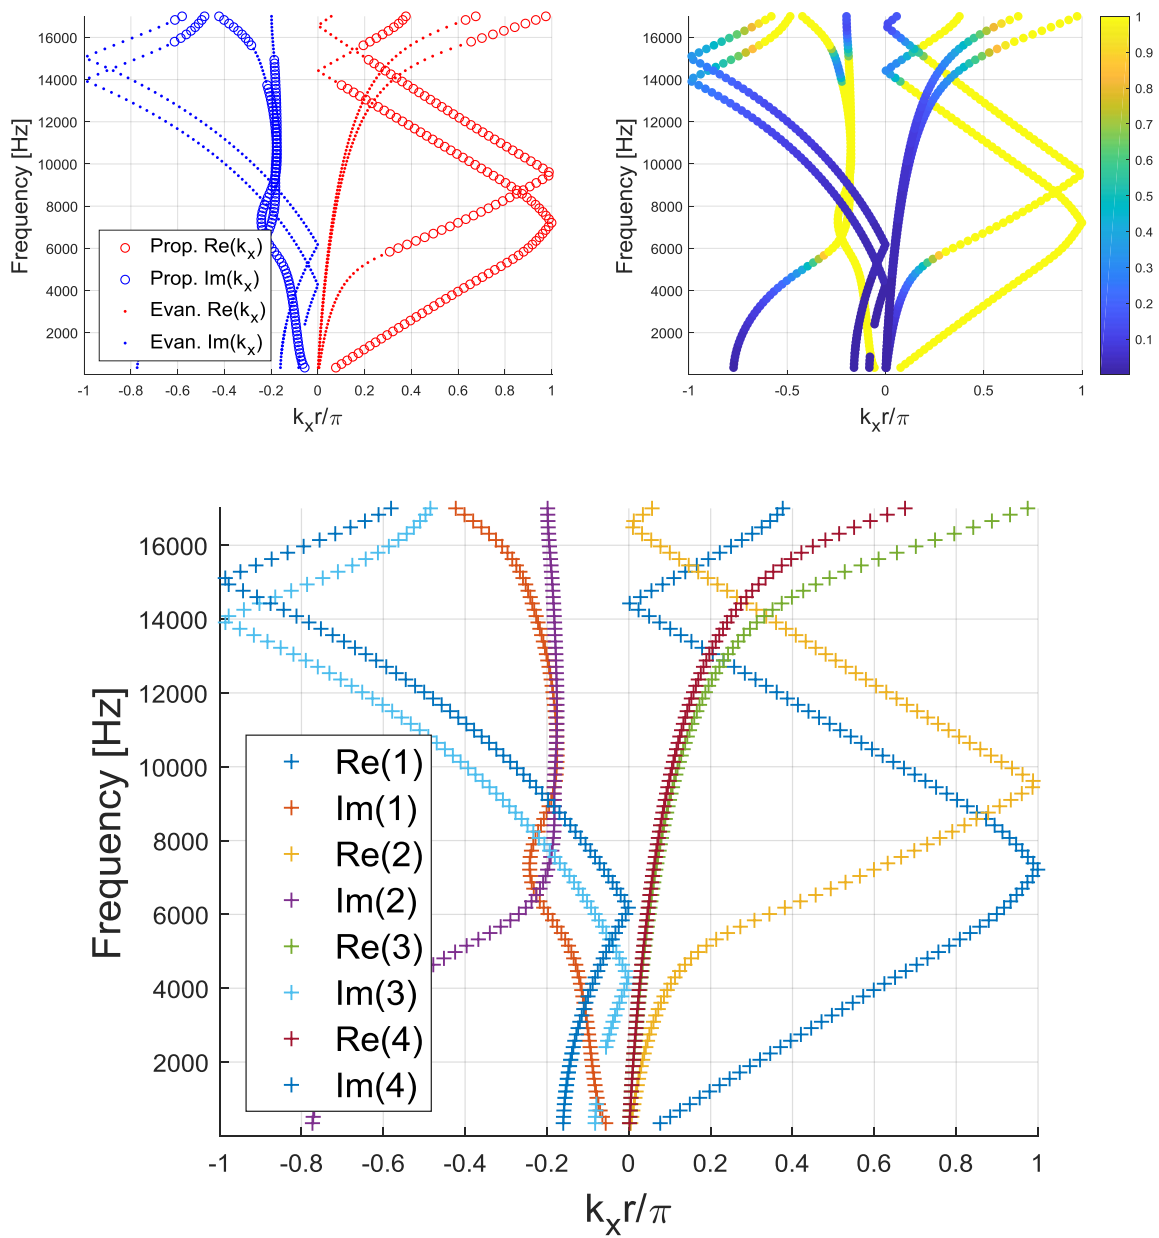 16000
14000
12000
10000
8000
6000
4000
2000
Frequency [Hz]
Prop. Re(kx)
Prop. Im(kx)
Evan. Re(kx)
Evan. Im(kx)
-1 -0.8 -0.6 -0.4 -0.2 0 0.2 0.4 0.6 0.8 1
kxr/π
16000
14000
12000
10000
8000
6000
4000
2000
Frequency [Hz]
-1 -0.5 0 0.5 1
kxr/π
1
0.9
0.8
0.7
0.6
0.5
0.4
0.3
0.2
0.1
16000
14000
12000
10000
8000
6000
4000
2000
Frequency [Hz]
Re(1)
Im(1)
Re(2)
Im(2)
Re(3)
Im(3)
Re(4)
Im(4)
-1 -0.8 -0.6 -0.4 -0.2 0 0.2 0.4 0.6 0.8 1
kxr/π